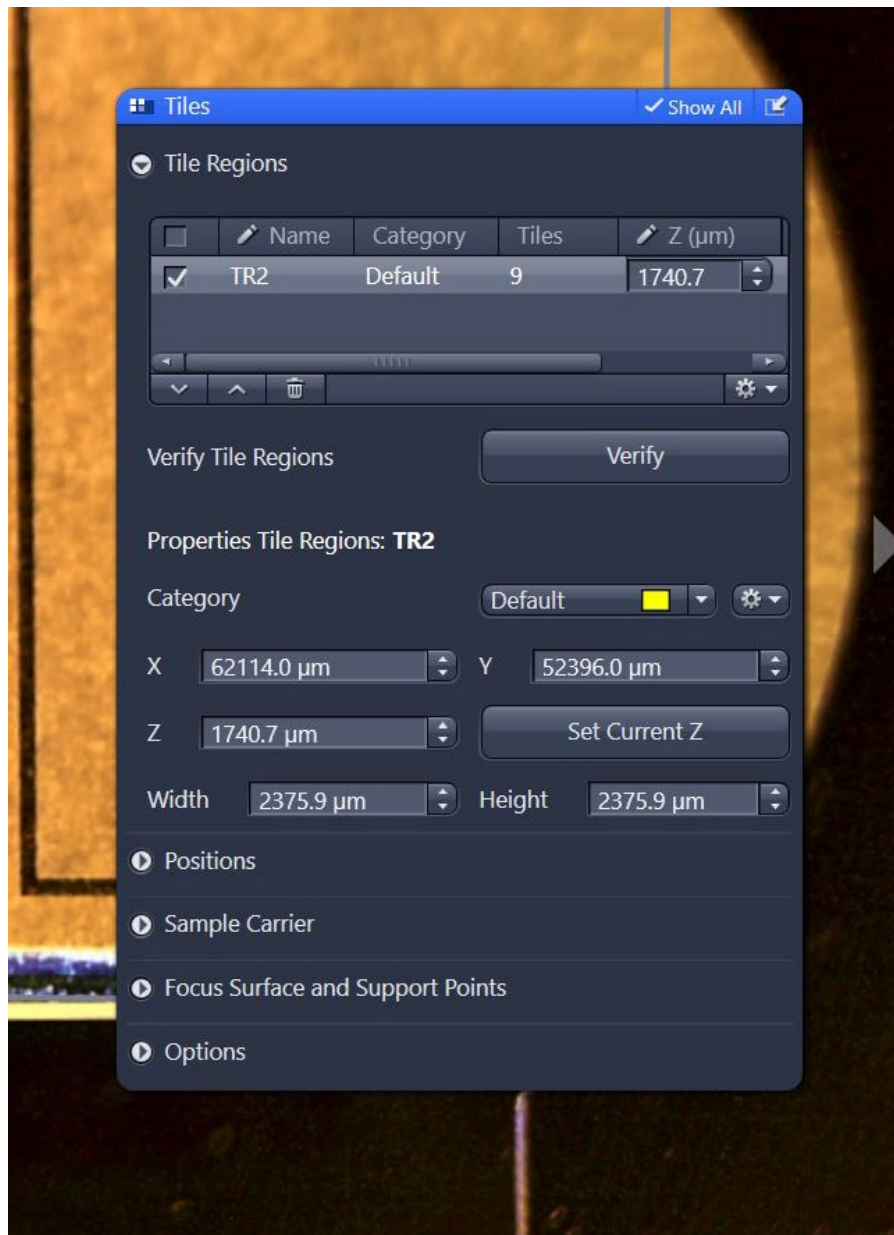 Tiles Show All
Tile Regions
Name Category Tiles Z (µm)
TR2 Default 9 1740.7
Verify Tile Regions Verify
Properties Tile Regions: TR2
Category Default
X 62114.0 µm Y 52396.0 µm
Z 1740.7 µm Set Current Z
Width 2375.9 µm Height 2375.9 µm
Positions
Sample Carrier
Focus Surface and Support Points
Options